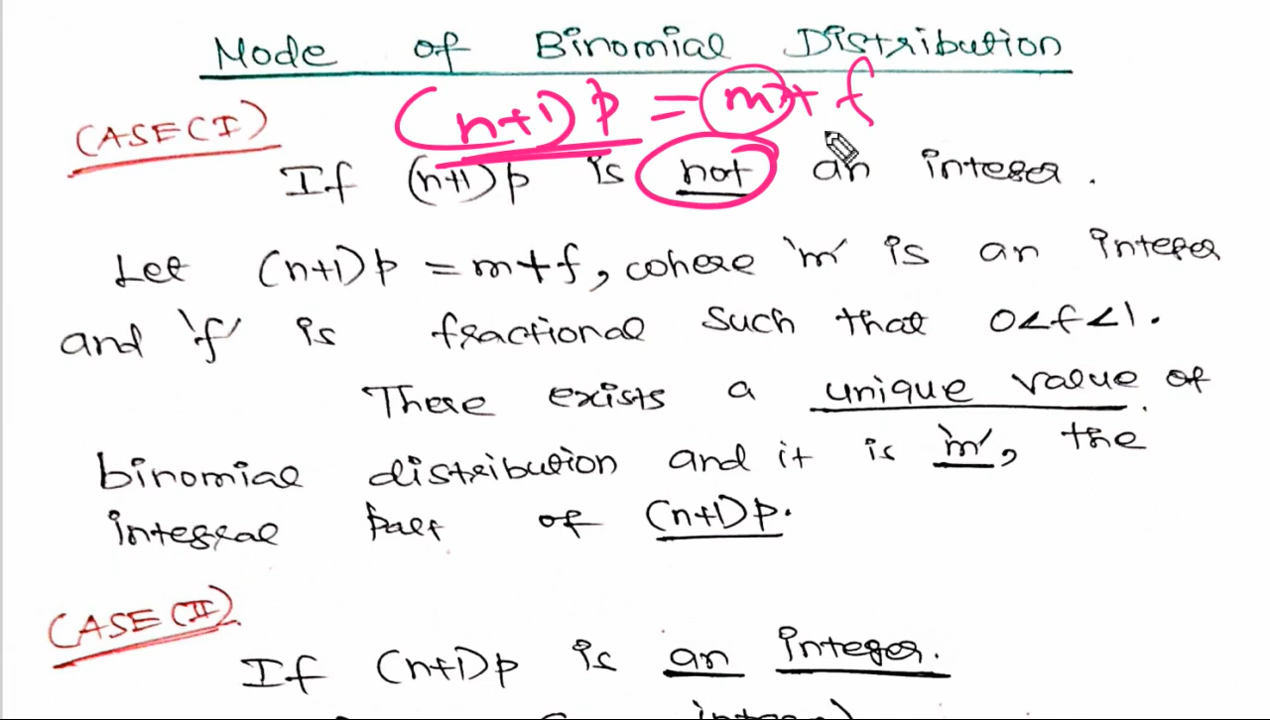 Mode of Binomial Distribution
CASE (I)
(n+1) p = m + f
If (n+1) p is not an integer.
Let (n+1) p = m+f, where 'm' is an integer
and 'f' is fractional such that 0<f<1.
There exists a unique value of
binomial distribution and it is 'm', the
integral part of (n+1) p.
CASE (II)
If (n+1) p is an integer.